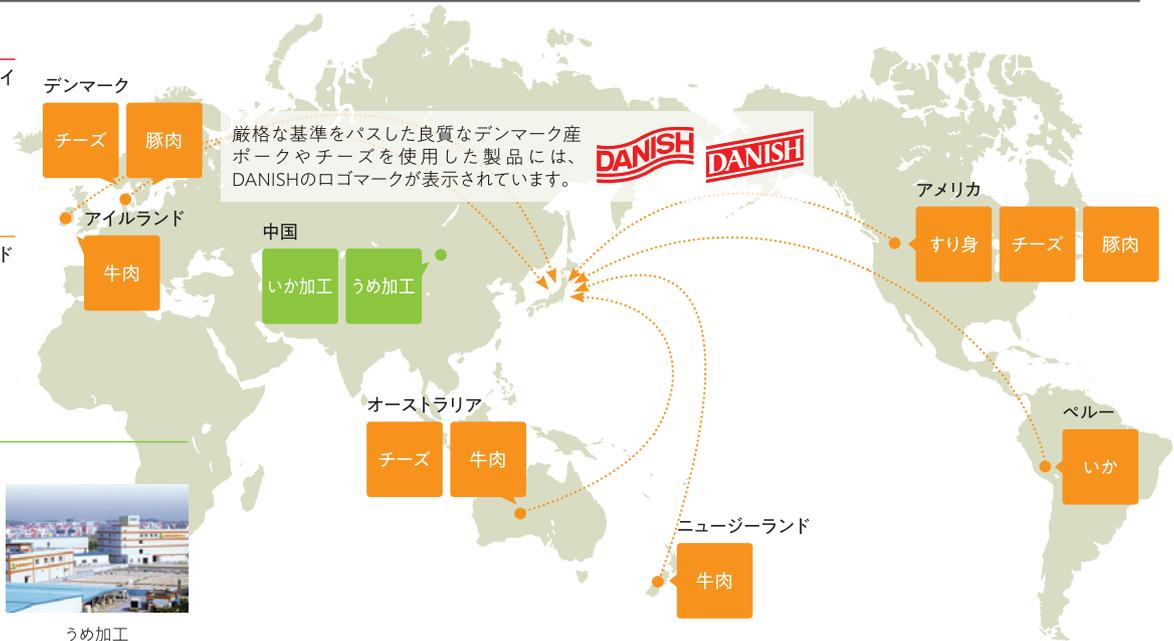 イ
ド
デンマーク
チーズ
豚肉
厳格な基準をパスした良質なデンマーク産
ポークやチーズを使用した製品には、
DANISHのロゴマークが表示されています。
DANISH
DANISH
アイルランド
牛肉
中国
いか加工
うめ加工
アメリカ
すり身
チーズ
豚肉
オーストラリア
チーズ
牛肉
ペルー
いか
ニュージーランド
牛肉
うめ加工